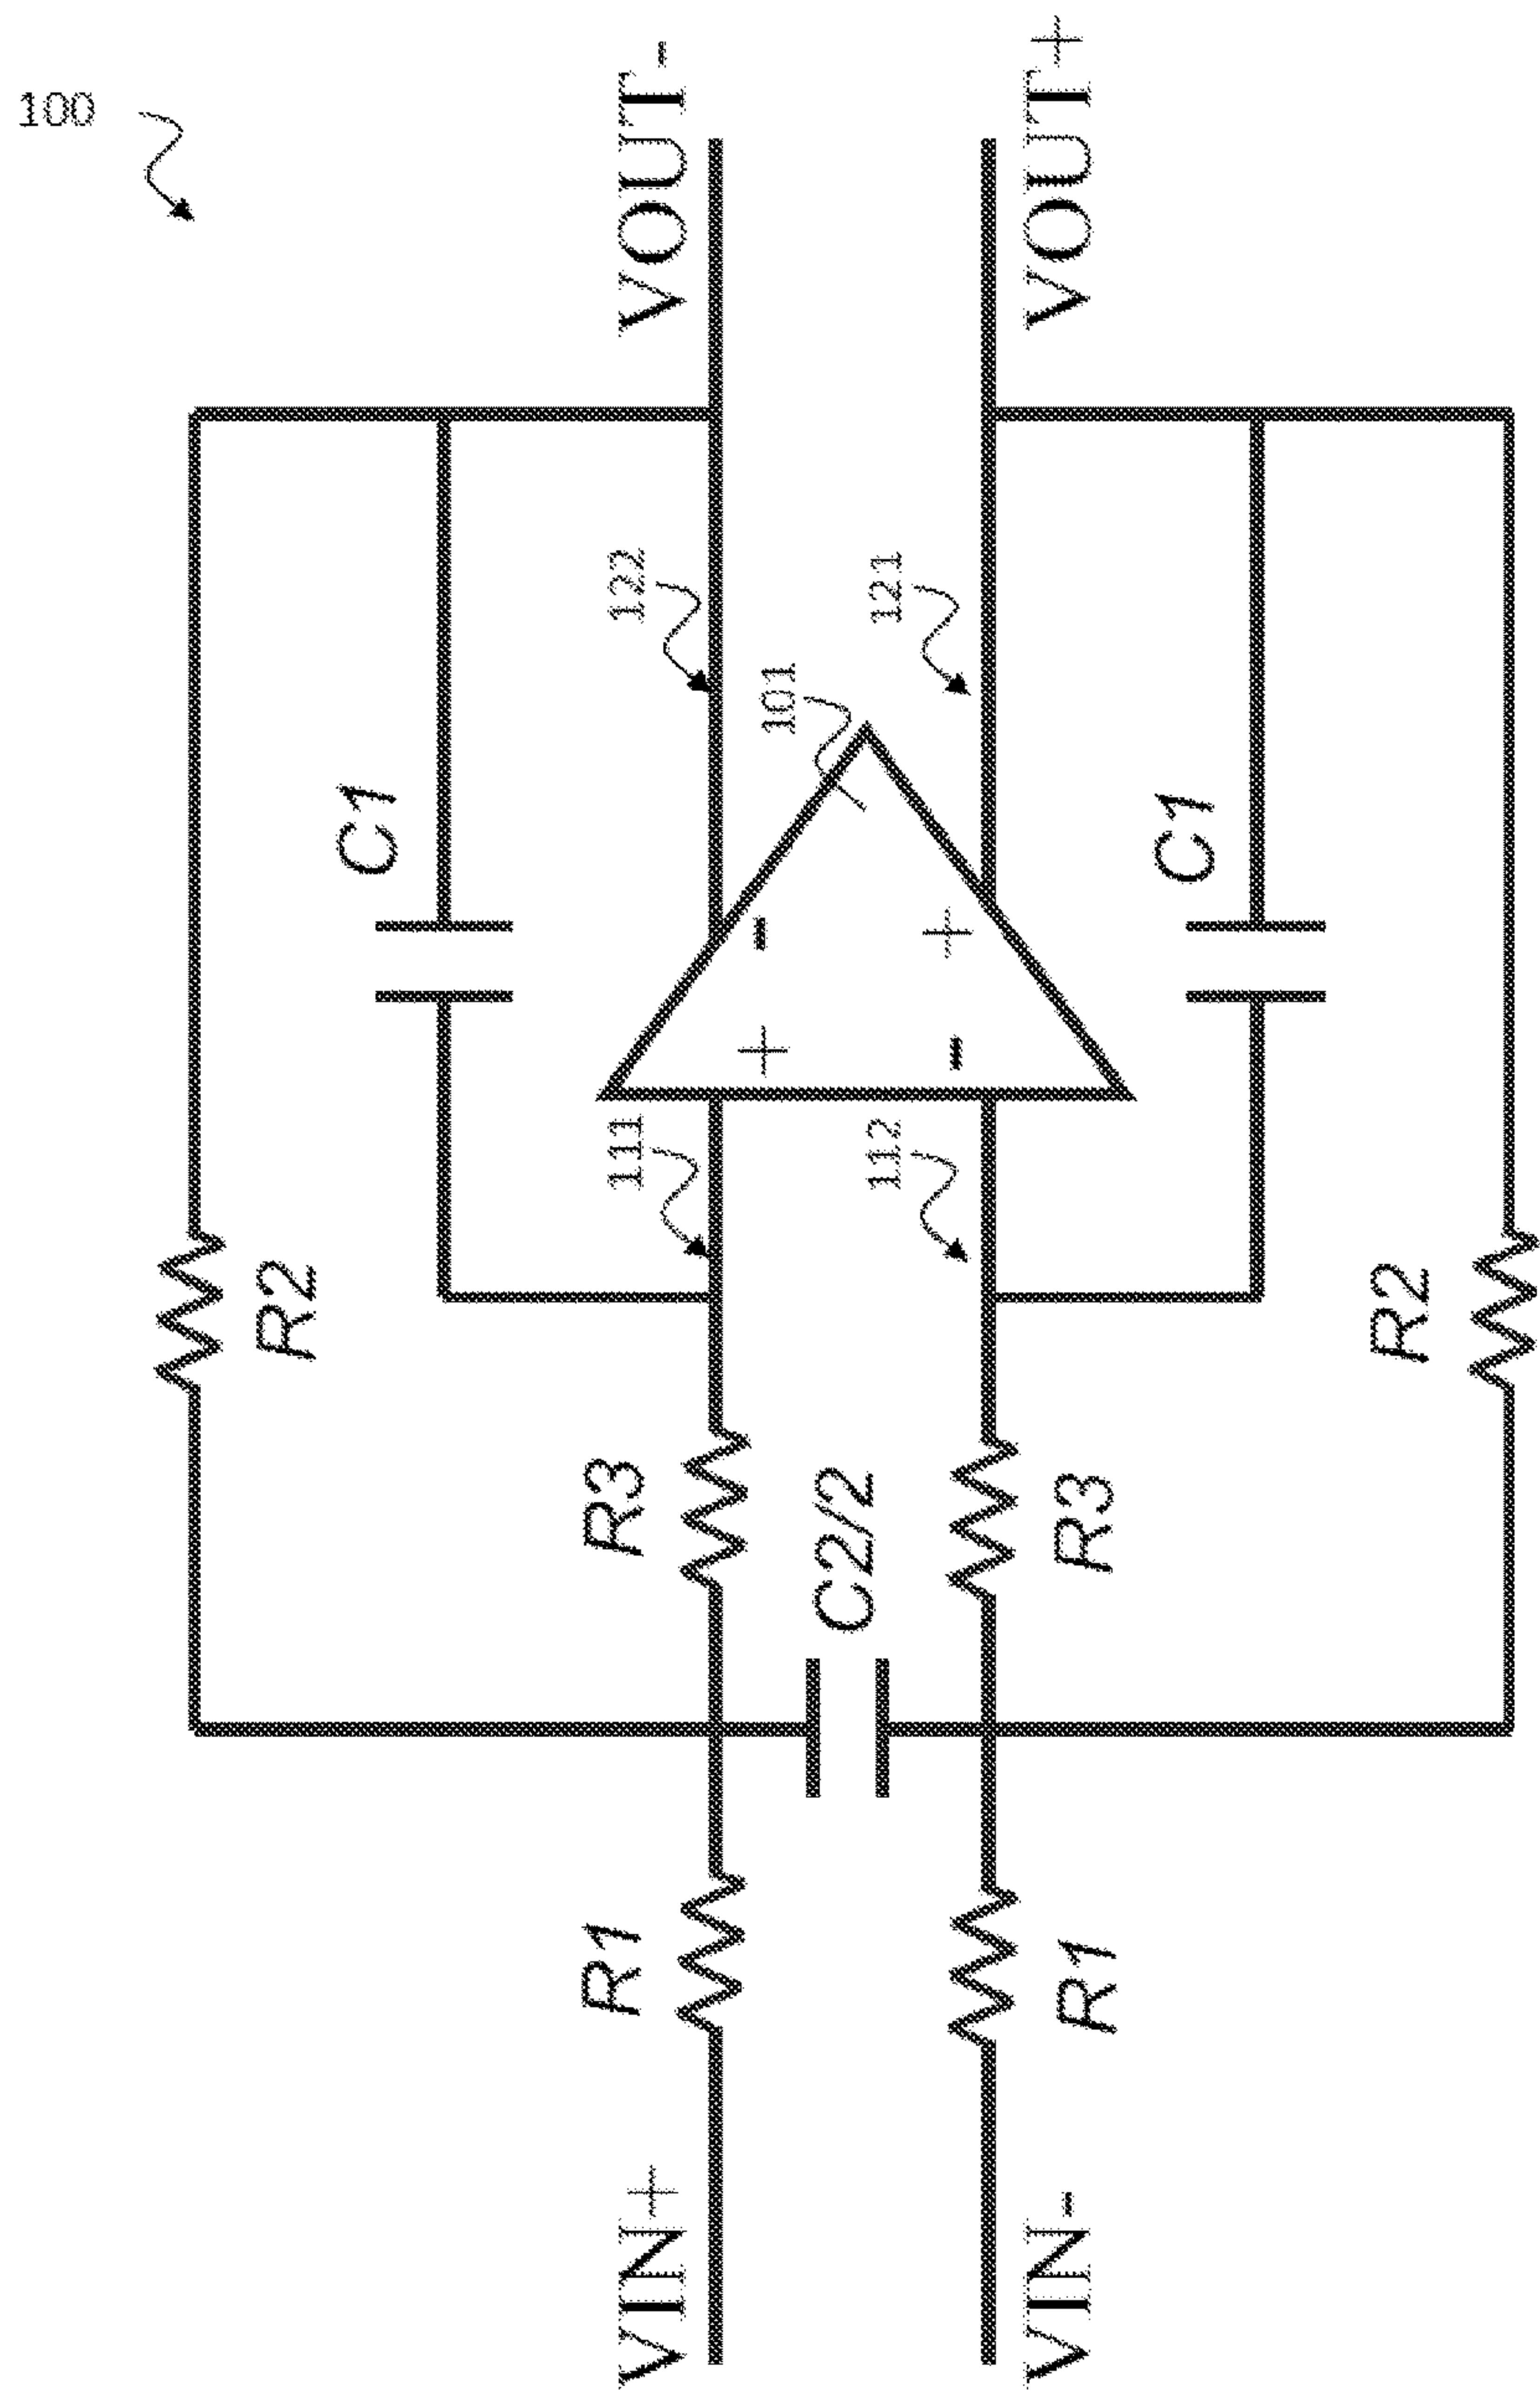 100
R2
C1
122
VOUT-
VIN+
R1
R3
111
+
-
101
C2/2
112
-
+
121
VIN-
R1
R3
VOUT+
C1
R2